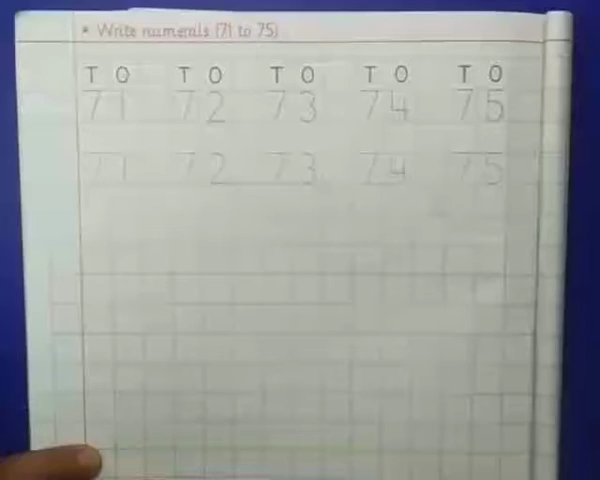 * Write numerals (71 to 75)
T O T O T O T O T O
71 72 73 74 75
71 72 73 74 75